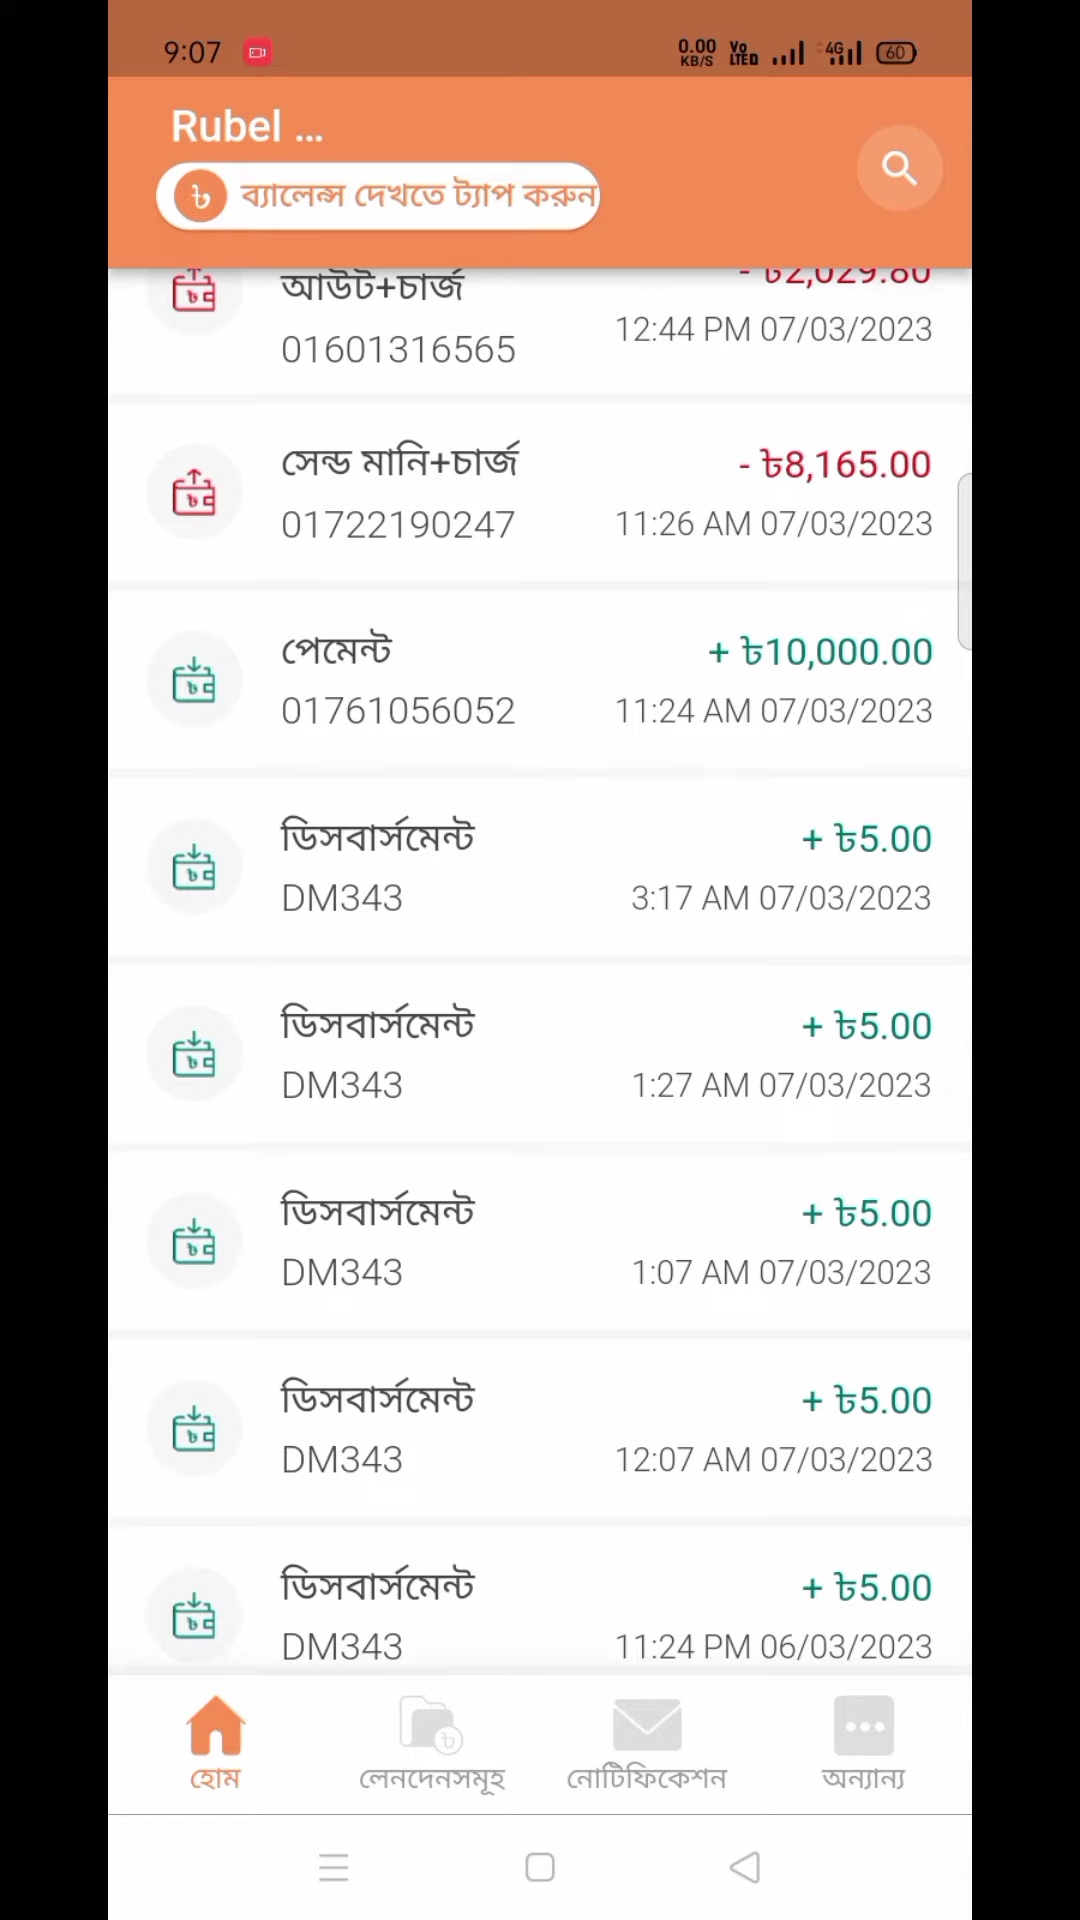 9:07
0.00 KB/S Vo LTE 4G 60
Rubel ...
৳ ব্যালেন্স দেখতে ট্যাপ করুন
আউট+চার্জ - ৳2,029.80
01601316565 12:44 PM 07/03/2023
সেন্ড মানি+চার্জ - ৳8,165.00
01722190247 11:26 AM 07/03/2023
পেমেন্ট + ৳10,000.00
01761056052 11:24 AM 07/03/2023
ডিসবার্সমেন্ট + ৳5.00
DM343 3:17 AM 07/03/2023
ডিসবার্সমেন্ট + ৳5.00
DM343 1:27 AM 07/03/2023
ডিসবার্সমেন্ট + ৳5.00
DM343 1:07 AM 07/03/2023
ডিসবার্সমেন্ট + ৳5.00
DM343 12:07 AM 07/03/2023
ডিসবার্সমেন্ট + ৳5.00
DM343 11:24 PM 06/03/2023
হোম লেনদেনসমূহ নোটিফিকেশন অন্যান্য